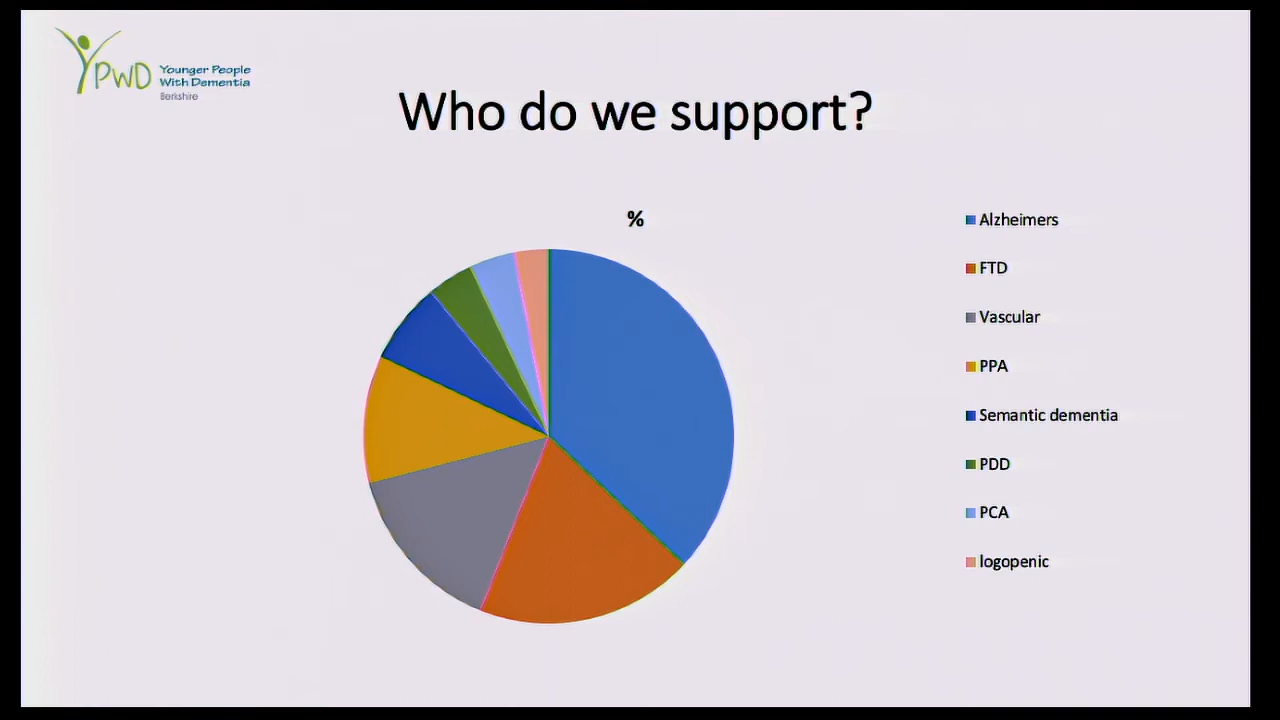 YPWD
Younger People
With Dementia
Berkshire
Who do we support?
%
Alzheimers
FTD
Vascular
PPA
Semantic dementia
PDD
PCA
logopenic